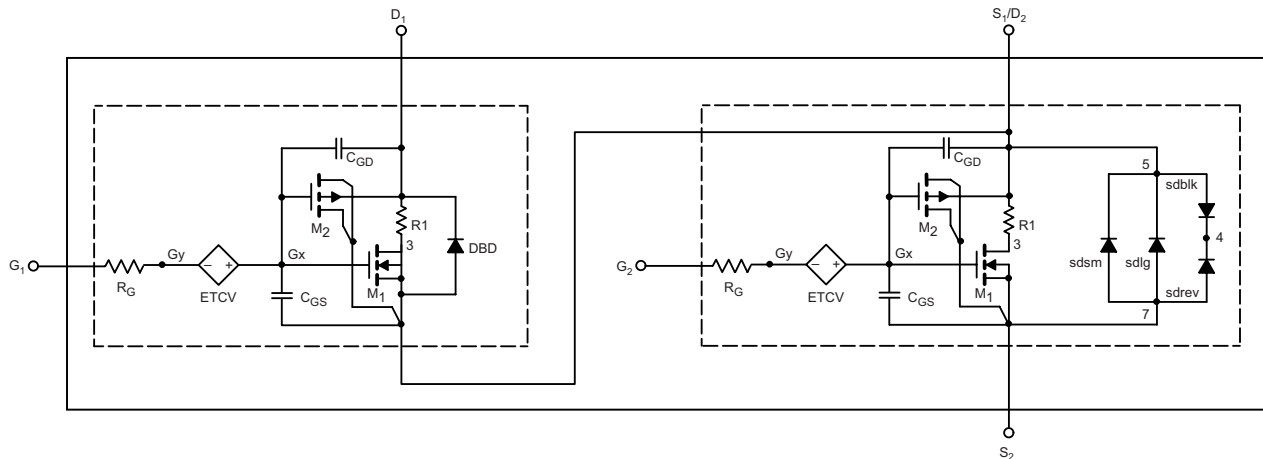 D1
S1/D2
CGD
M2
R1
3
DBD
Gy
Gx
G1
RG
− +
ETCV
CGS
M1
CGD
M2
R1
3
Gy
Gx
G2
RG
− +
ETCV
CGS
M1
5
sdblk
4
sdsm
sdlg
sdrev
7
S2